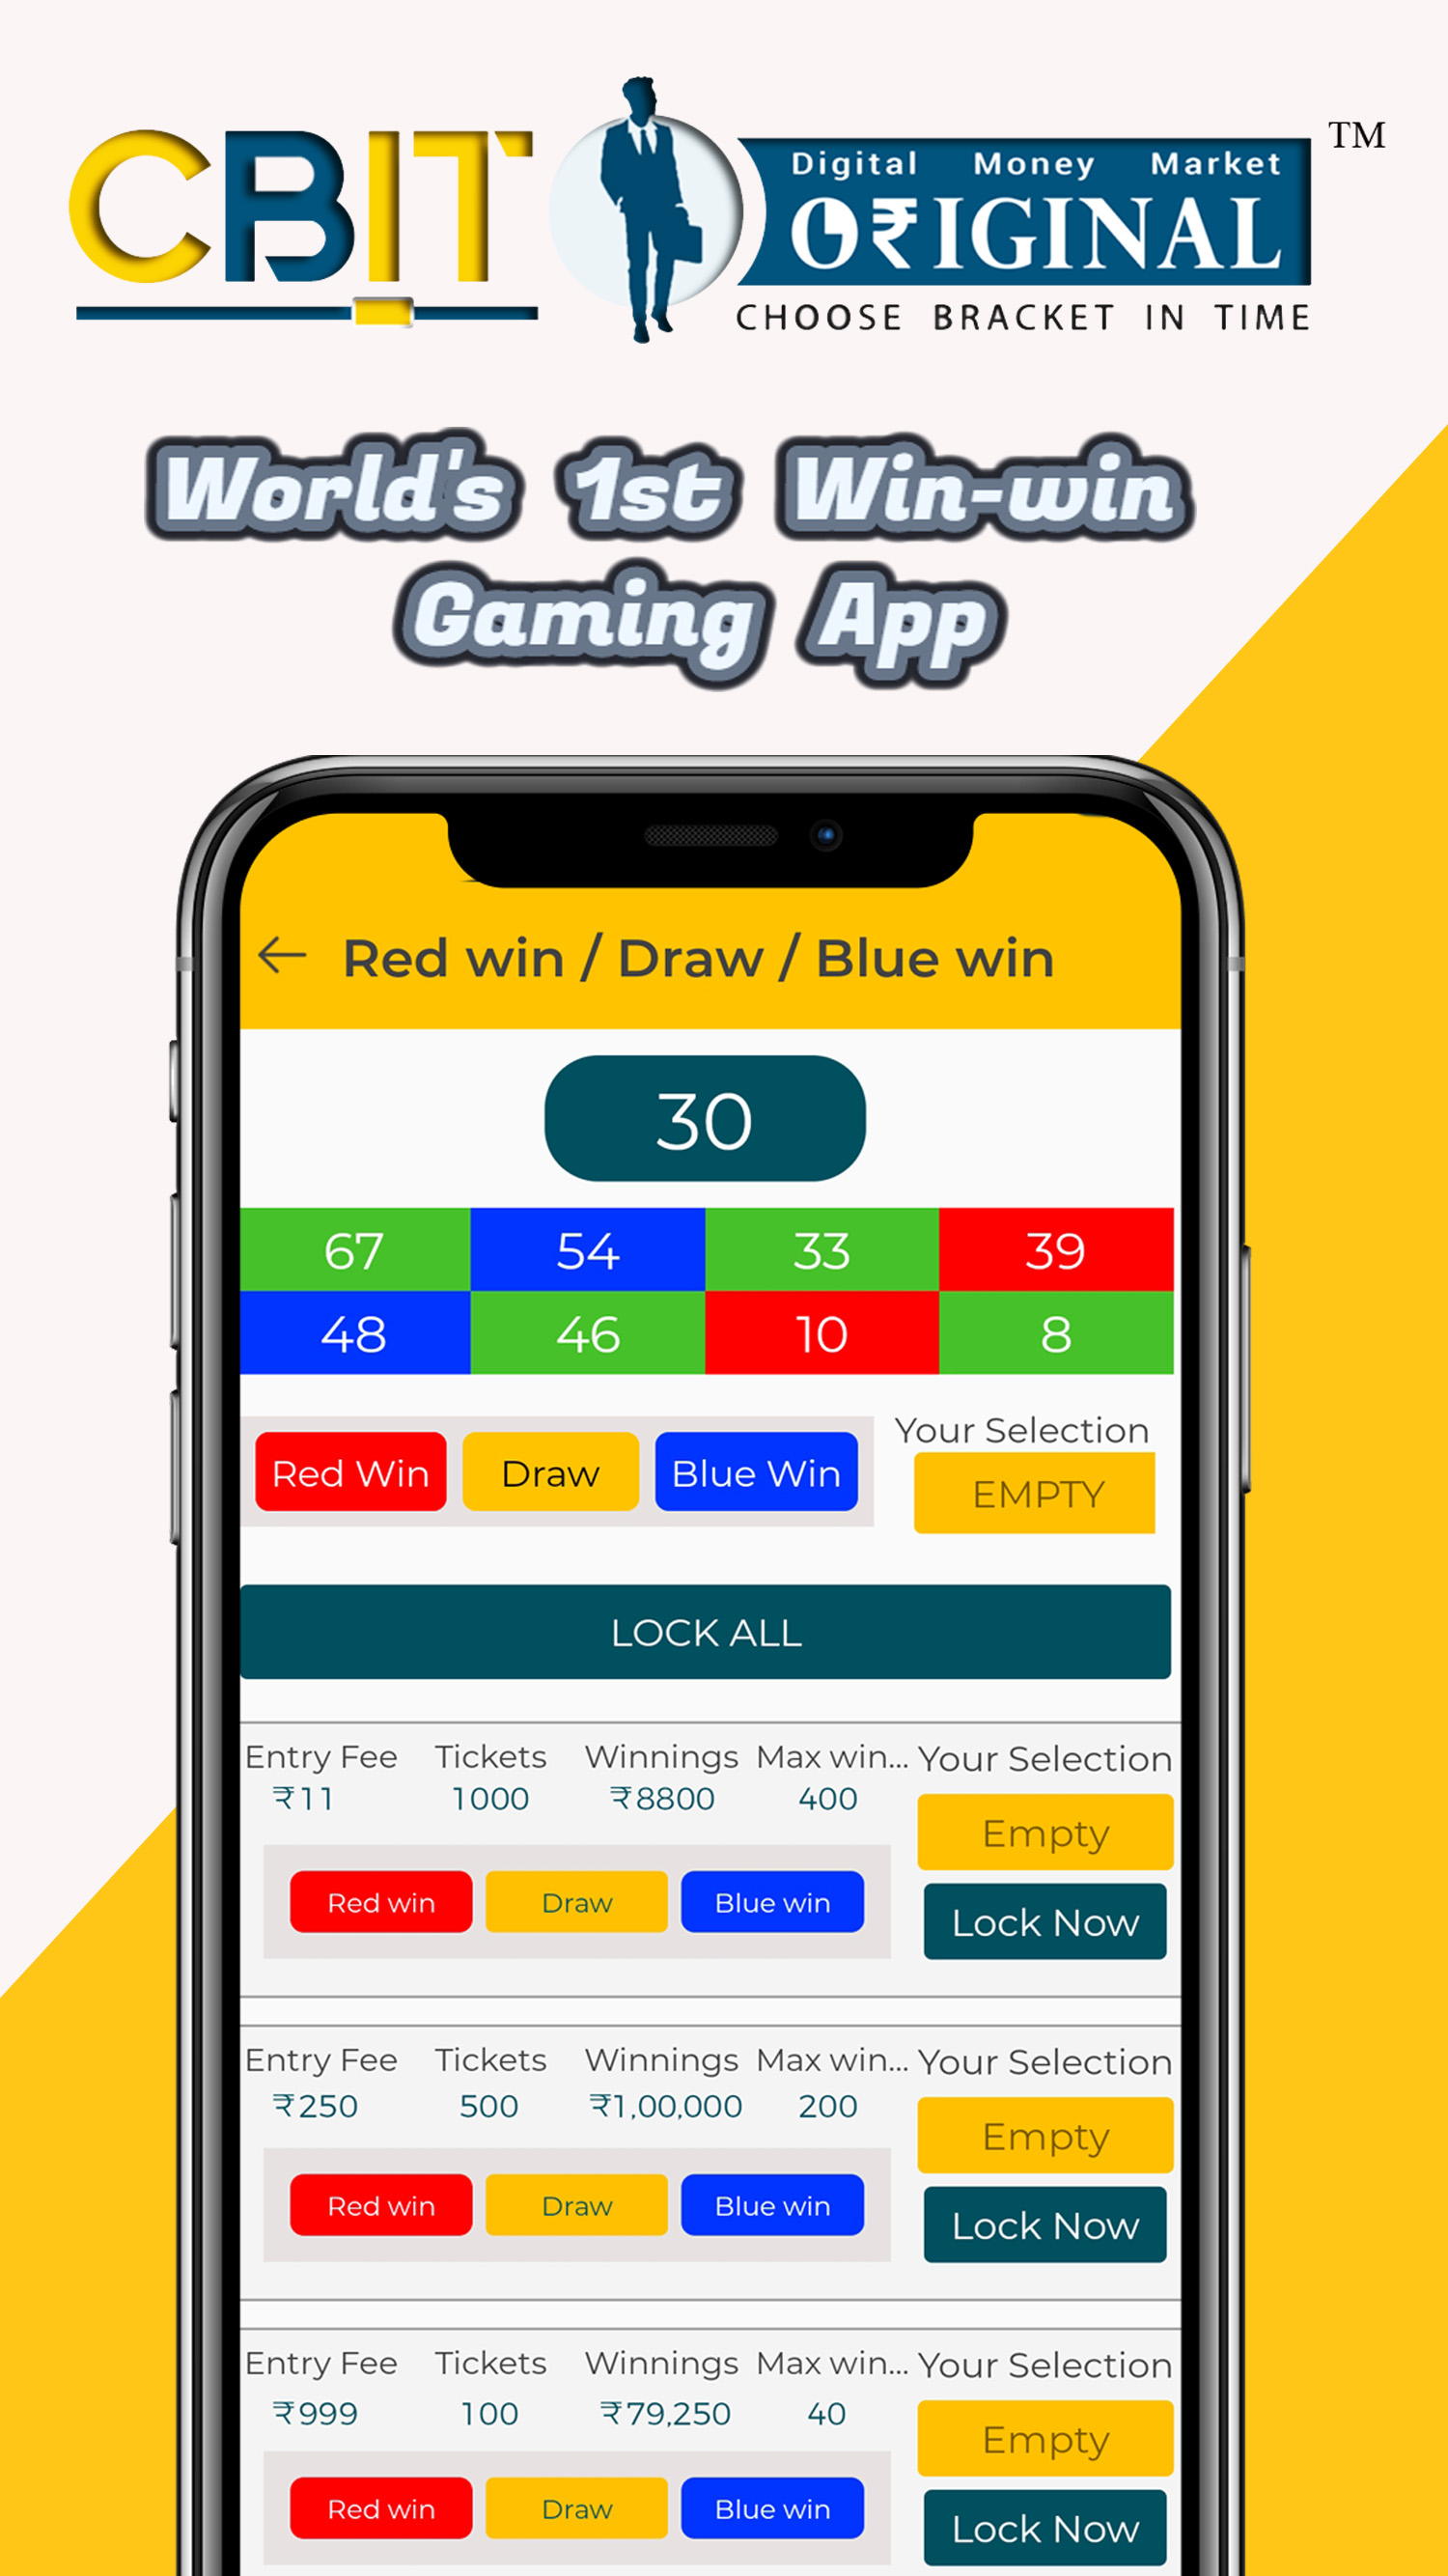 CBIT
Digital Money Market
O₹IGINAL
TM
CHOOSE BRACKET IN TIME
World's 1st Win-win
Gaming App
← Red win / Draw / Blue win
30
67 54 33 39
48 46 10 8
Red Win Draw Blue Win
Your Selection
EMPTY
LOCK ALL
Entry Fee Tickets Winnings Max win... Your Selection
₹11 1000 ₹8800 400
Empty
Red win Draw Blue win
Lock Now
Entry Fee Tickets Winnings Max win... Your Selection
₹250 500 ₹1,00,000 200
Empty
Red win Draw Blue win
Lock Now
Entry Fee Tickets Winnings Max win... Your Selection
₹999 100 ₹79,250 40
Empty
Red win Draw Blue win
Lock Now